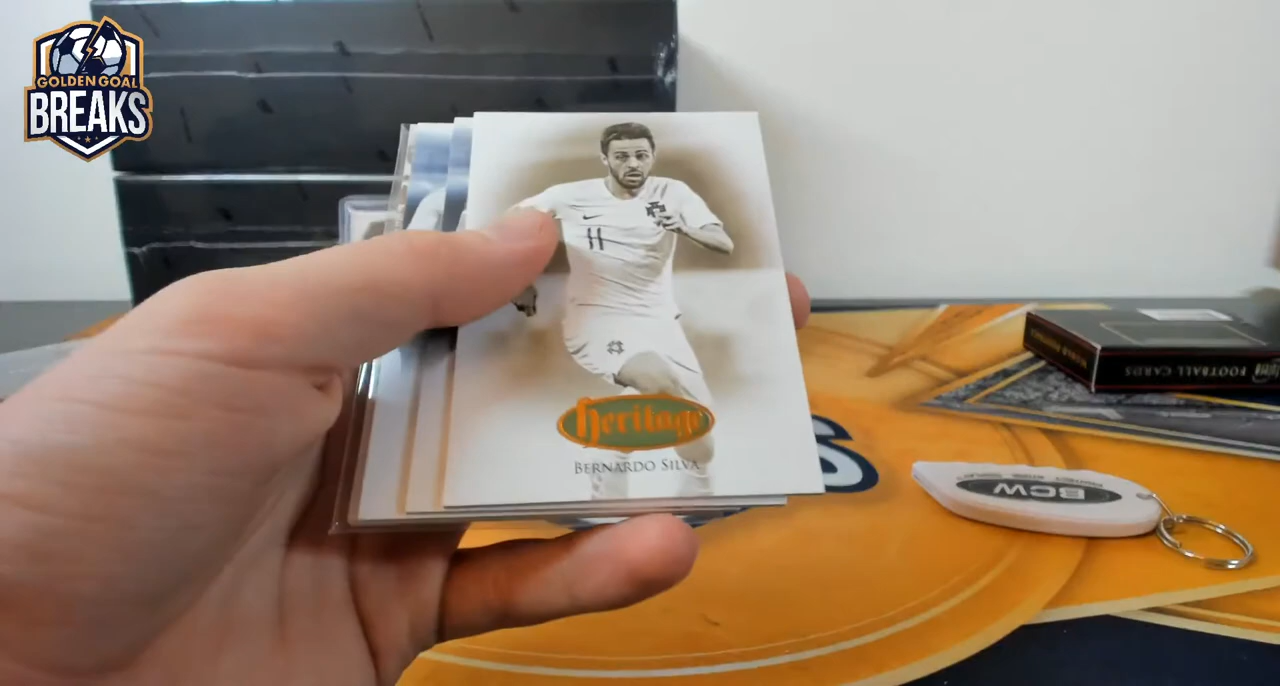 GOLDEN GOAL
BREAKS
11
heritage
BERNARDO SILVA
S
BCW
FOOTBALL CARDS